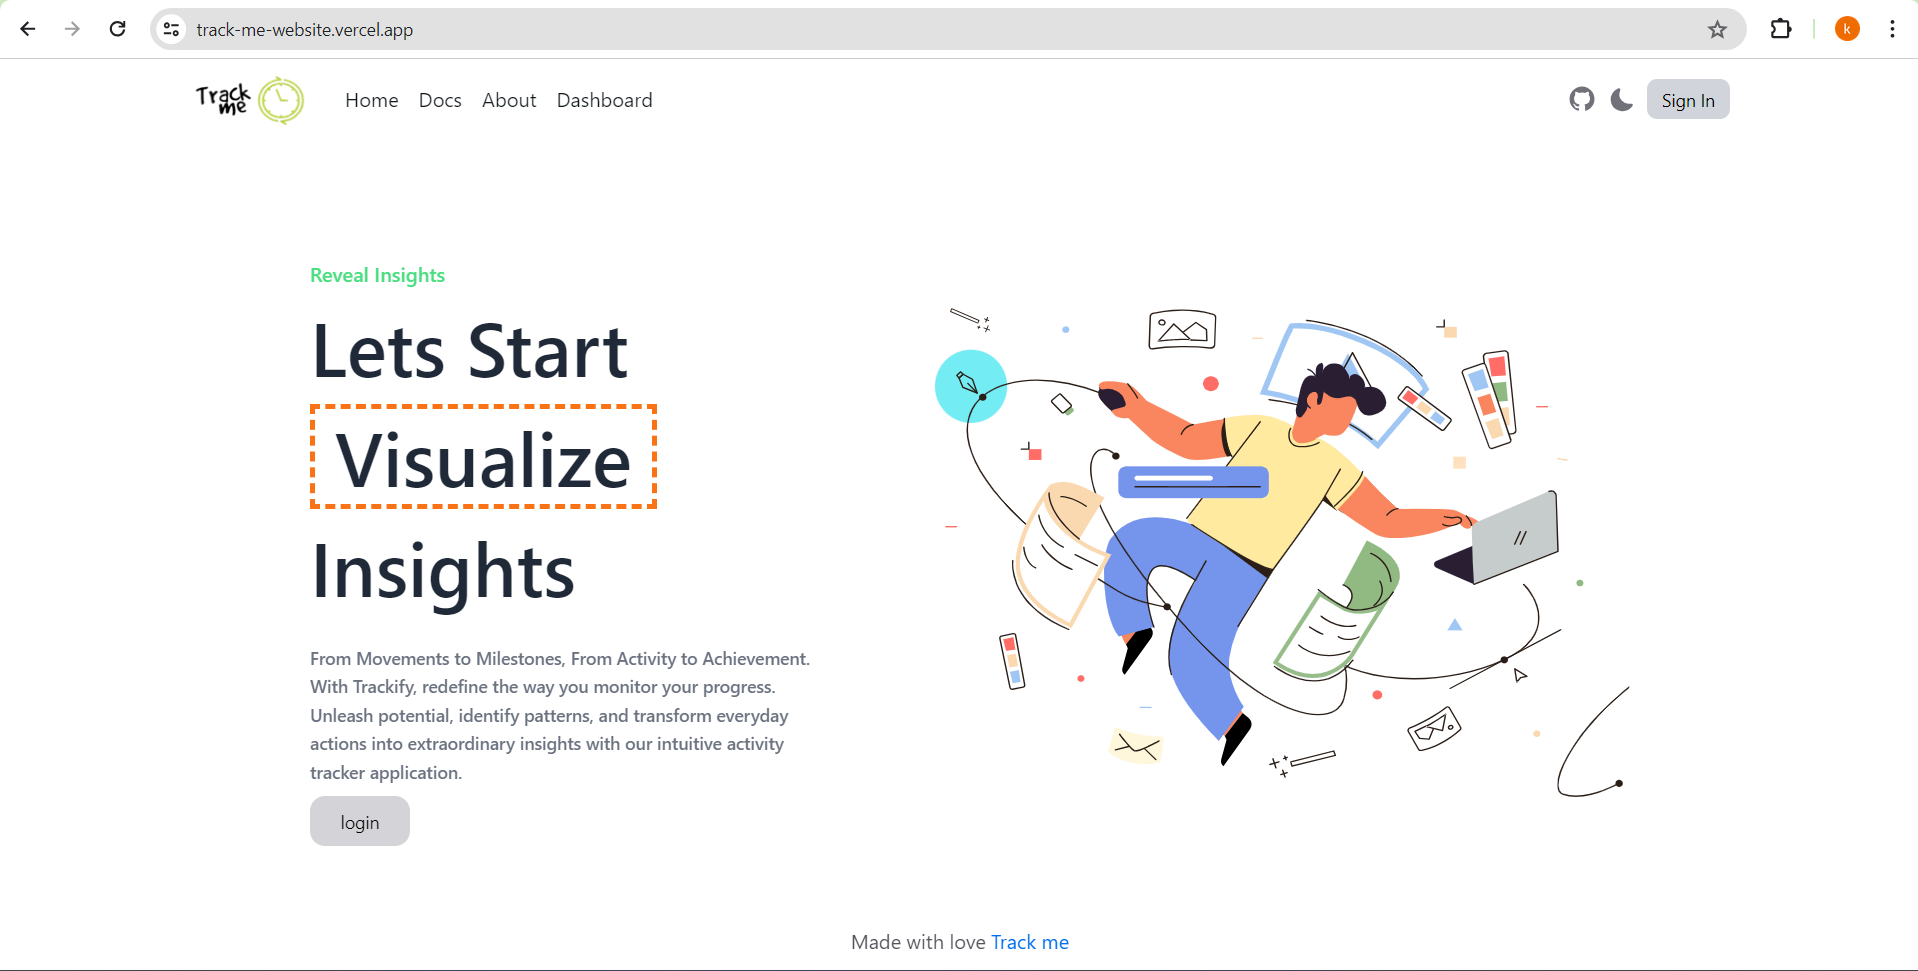 track-me-website.vercel.app
k
Track
me
Home Docs About Dashboard
Sign In
Reveal Insights
Lets Start
Visualize
Insights
From Movements to Milestones, From Activity to Achievement.
With Trackify, redefine the way you monitor your progress.
Unleash potential, identify patterns, and transform everyday
actions into extraordinary insights with our intuitive activity
tracker application.
login
Made with love Track me